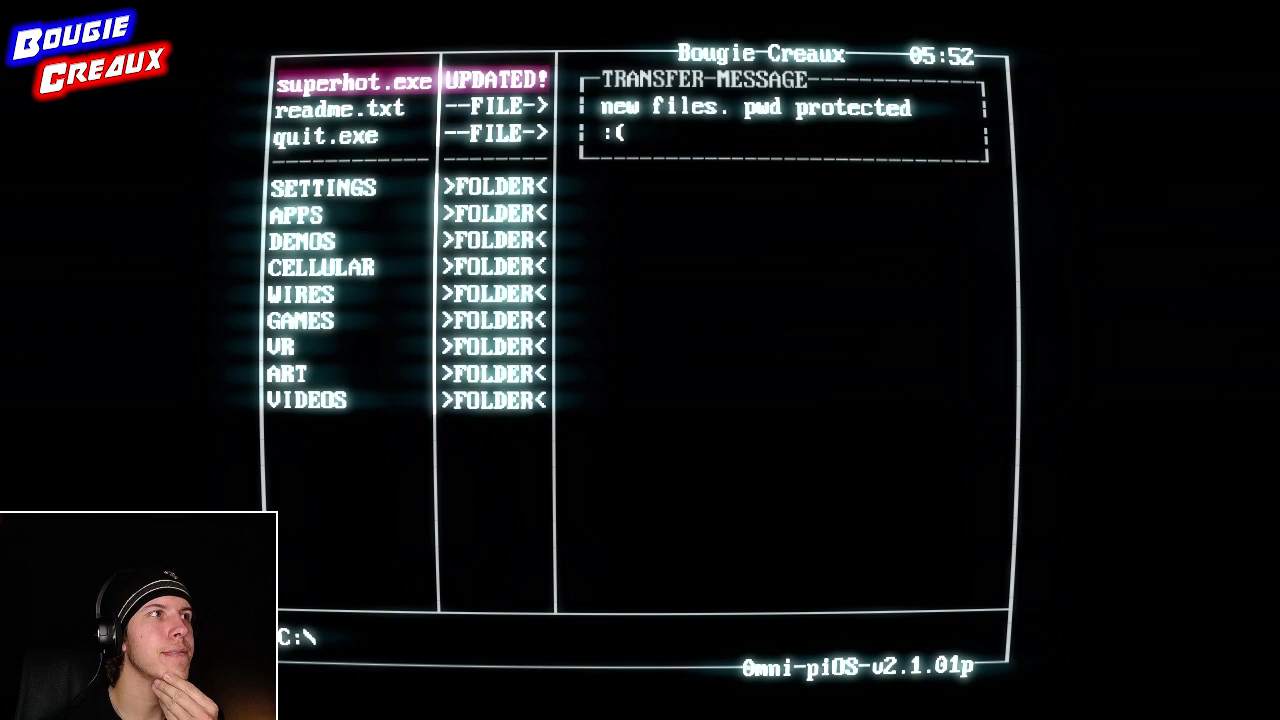 BOUGIE
CREAUX
Bougie Creaux 05:52
superhot.exe UPDATED!
readme.txt --FILE->
quit.exe --FILE->
SETTINGS >FOLDER<
APPS >FOLDER<
DEMOS >FOLDER<
CELLULAR >FOLDER<
WIRES >FOLDER<
GAMES >FOLDER<
VR >FOLDER<
ART >FOLDER<
VIDEOS >FOLDER<
TRANSFER-MESSAGE
new files. pwd protected
:(
C:\
Omni-piOS-v2.1.01p